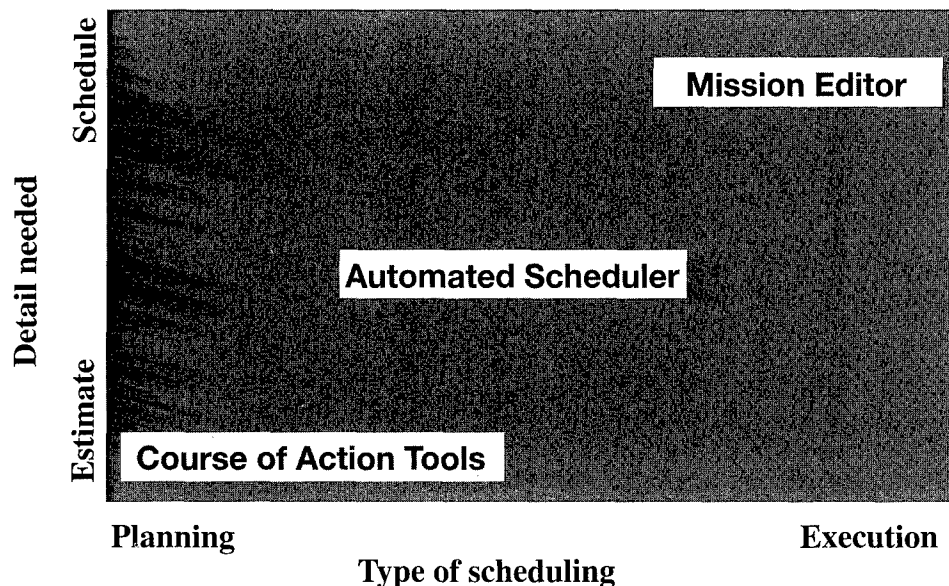 Schedule
Mission Editor
Detail needed
Automated Scheduler
Estimate
Course of Action Tools
Planning
Execution
Type of scheduling